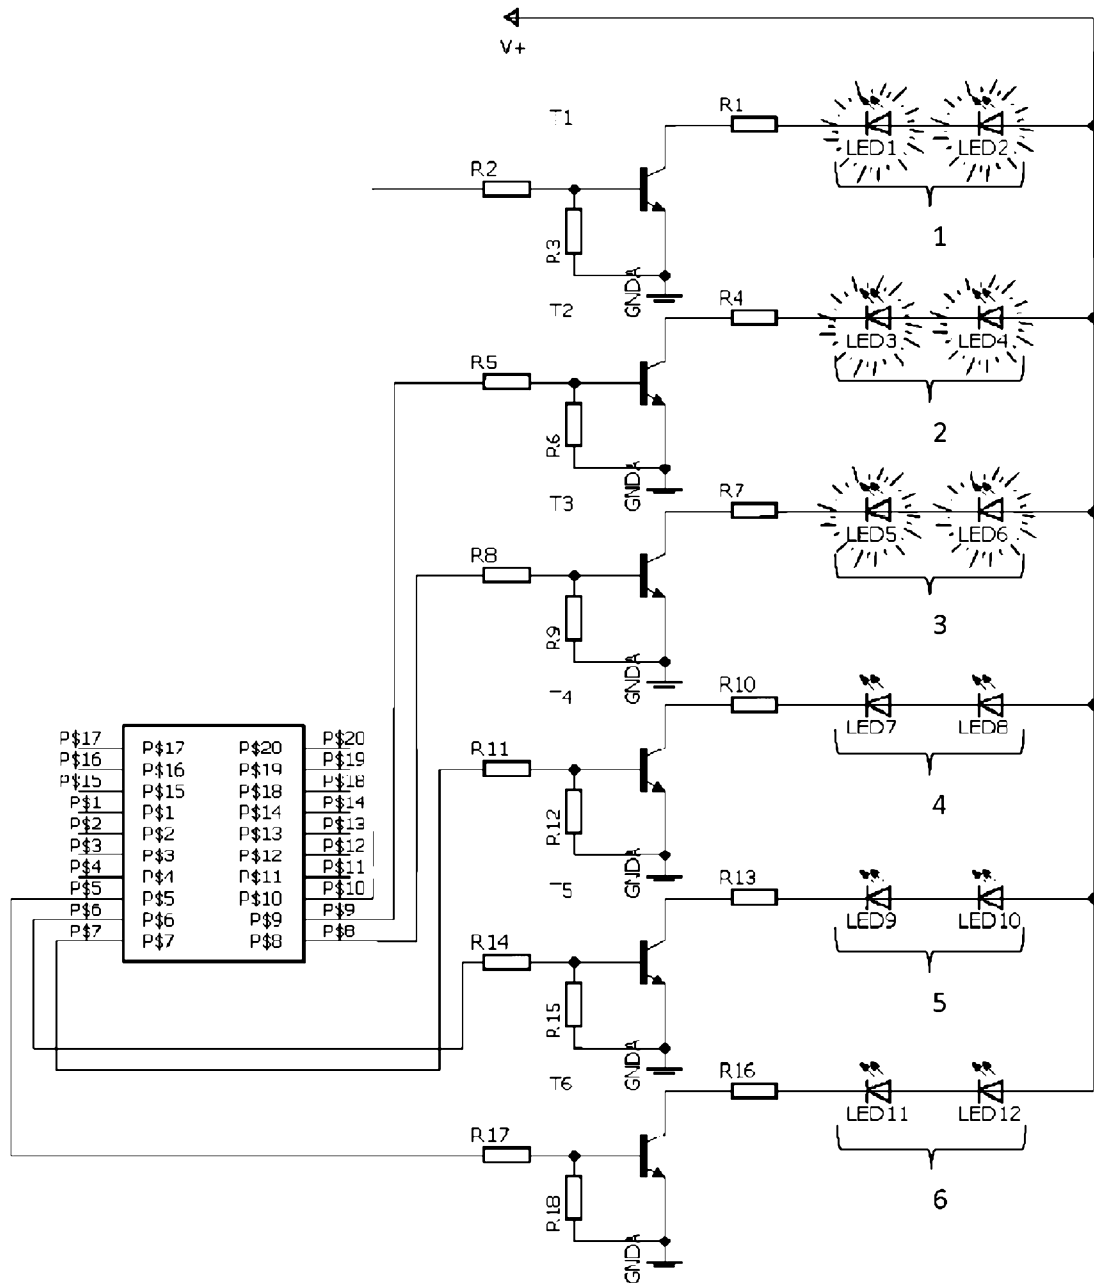 V+
T1
R1
LED1 LED2
R2
R3
1
GNDA
T2
R4
LED3 LED4
R5
R6
2
GNDA
T3
R7
LED5 LED6
R8
R9
3
GNDA
T4
R10
LED7 LED8
R11
R12
4
GNDA
T5
R13
LED9 LED10
R14
R15
5
GNDA
T6
R16
LED11 LED12
R17
R18
6
GNDA
P$17 P$17 P$20 P$20
P$16 P$16 P$19 P$19
P$15 P$15 P$18 P$18
P$1 P$1 P$14 P$14
P$2 P$2 P$13 P$13
P$3 P$3 P$12 P$12
P$4 P$4 P$11 P$11
P$5 P$5 P$10 P$10
P$6 P$6 P$9 P$9
P$7 P$7 P$8 P$8